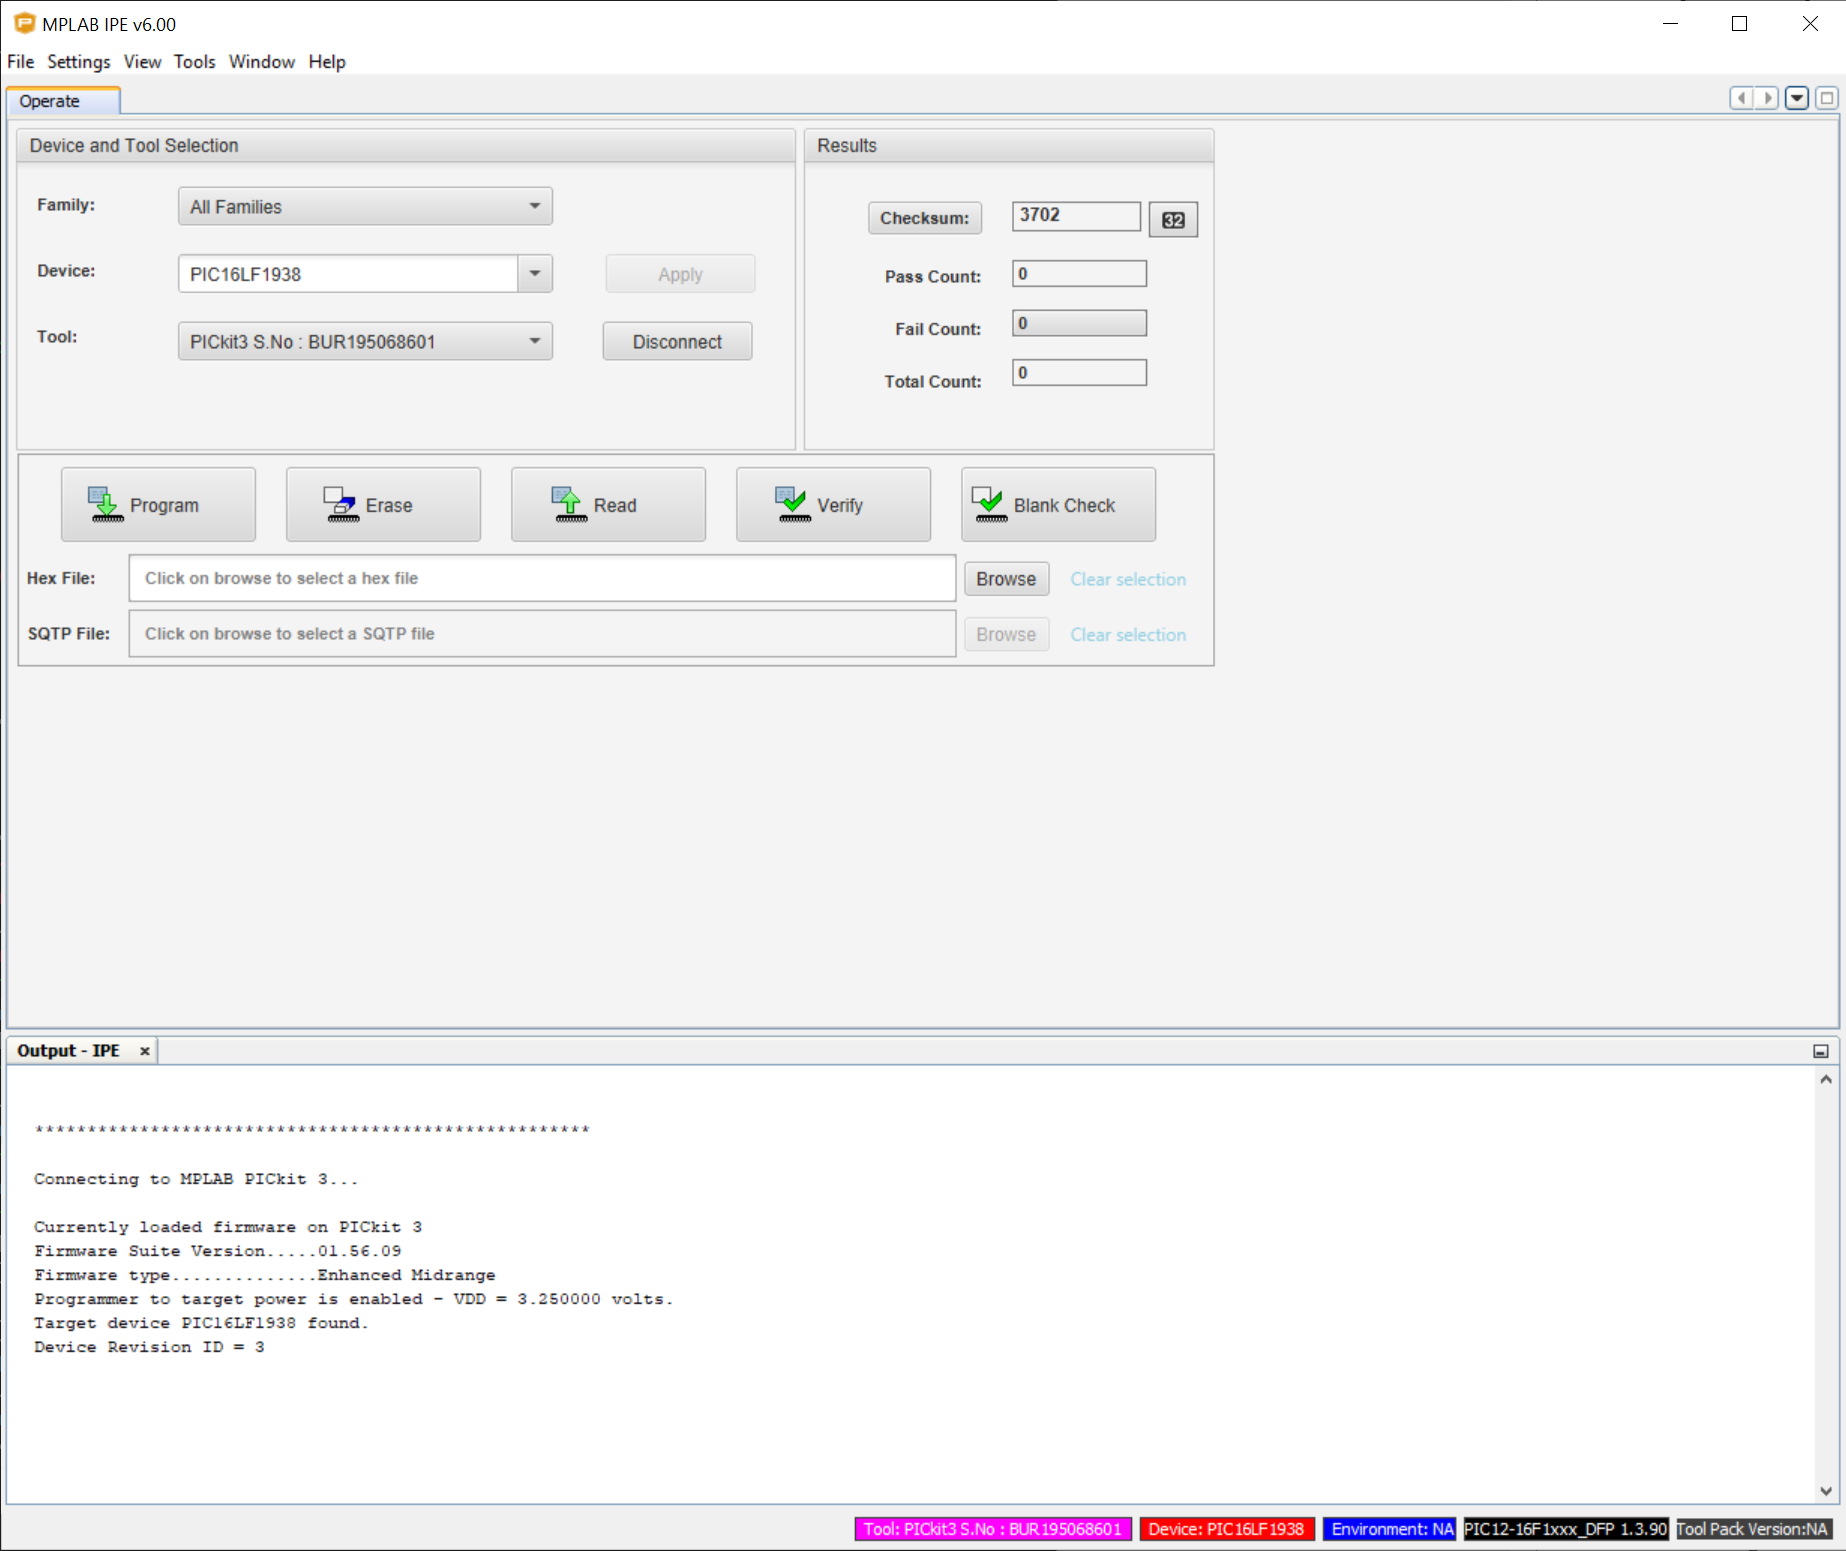 MPLAB IPE v6.00
File Settings View Tools Window Help
Operate
Device and Tool Selection
Family:
All Families
Device:
PIC16LF1938
Apply
Tool:
PICkit3 S.No : BUR195068601
Disconnect
Results
Checksum:
3702
32
Pass Count:
0
Fail Count:
0
Total Count:
0
Program
Erase
Read
Verify
Blank Check
Hex File:
Click on browse to select a hex file
Browse
Clear selection
SQTP File:
Click on browse to select a SQTP file
Browse
Clear selection
Output - IPE
*****************************************************
Connecting to MPLAB PICkit 3...
Currently loaded firmware on PICkit 3
Firmware Suite Version.....01.56.09
Firmware type..............Enhanced Midrange
Programmer to target power is enabled - VDD = 3.250000 volts.
Target device PIC16LF1938 found.
Device Revision ID = 3
Tool: PICkit3 S.No : BUR195068601
Device: PIC16LF1938
Environment: NA
PIC12-16F1xxx_DFP 1.3.90
Tool Pack Version:NA